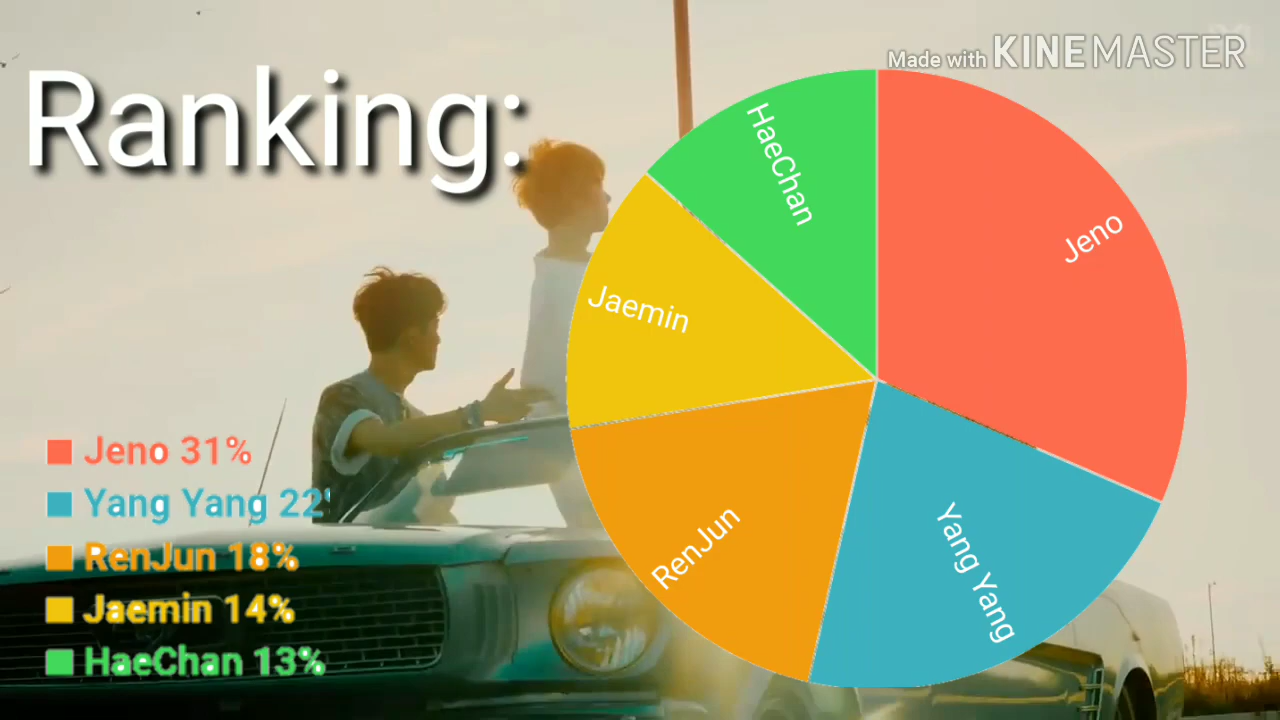 Made with KINEMASTER
Ranking:
HaeChan
Jeno
Jaemin
RenJun
Yang Yang
Jeno 31%
Yang Yang 22
RenJun 18%
Jaemin 14%
HaeChan 13%